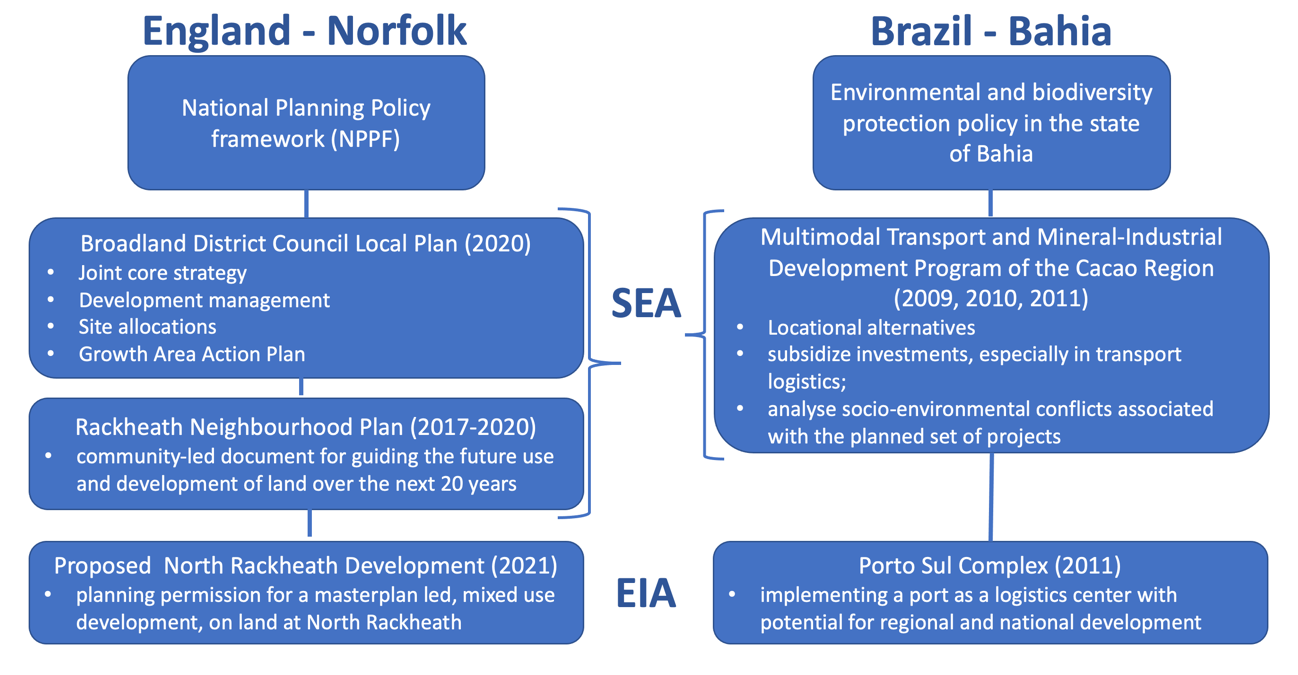 England - Norfolk
National Planning Policy
framework (NPPF)
Broadland District Council Local Plan (2020)
• Joint core strategy
• Development management
• Site allocations
• Growth Area Action Plan
Rackheath Neighbourhood Plan (2017-2020)
• community-led document for guiding the future use
and development of land over the next 20 years
Proposed  North Rackheath Development (2021)
• planning permission for a masterplan led, mixed use
development, on land at North Rackheath
SEA
EIA
Brazil - Bahia
Environmental and biodiversity
protection policy in the state
of Bahia
Multimodal Transport and Mineral-Industrial
Development Program of the Cacao Region
(2009, 2010, 2011)
• Locational alternatives
• subsidize investments, especially in transport
logistics;
• analyse socio-environmental conflicts associated
with the planned set of projects
Porto Sul Complex (2011)
• implementing a port as a logistics center with
potential for regional and national development